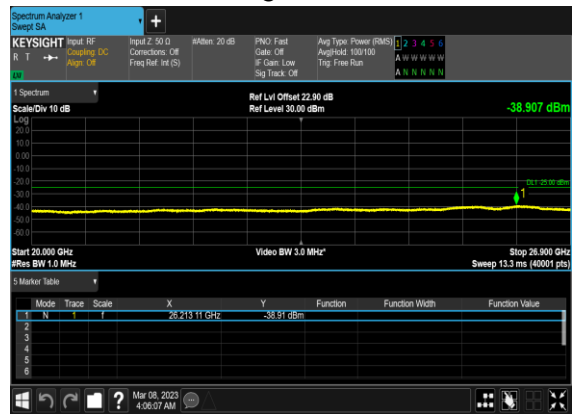 Spectrum Analyzer 1
Swept SA
KEYSIGHT
R T
LV
Input: RF
Coupling: DC
Align: Off
Input Z: 50 Ω
Corrections: Off
Freq Ref: Int (S)
#Atten: 20 dB
PNO: Fast
Gate: Off
IF Gain: Low
Sig Track: Off
Avg Type: Power (RMS)
Avg|Hold: 100/100
Trig: Free Run
1 2 3 4 5 6
A W W W W W
A N N N N N
1 Spectrum
Scale/Div 10 dB
Ref Lvl Offset 22.90 dB
Ref Level 30.00 dBm
-38.907 dBm
Log
20.0
10.0
0.00
-10.0
-20.0
-30.0
-40.0
-50.0
-60.0
DL1 -25.00 dBm
1
Start 20.000 GHz
#Res BW 1.0 MHz
Video BW 3.0 MHz*
Stop 26.900 GHz
Sweep 13.3 ms (40001 pts)
5 Marker Table
Mode Trace Scale X Y Function Function Width Function Value
1 N 1 f 26.213 11 GHz -38.91 dBm
2
3
4
5
6
?
Mar 08, 2023
4:06:07 AM